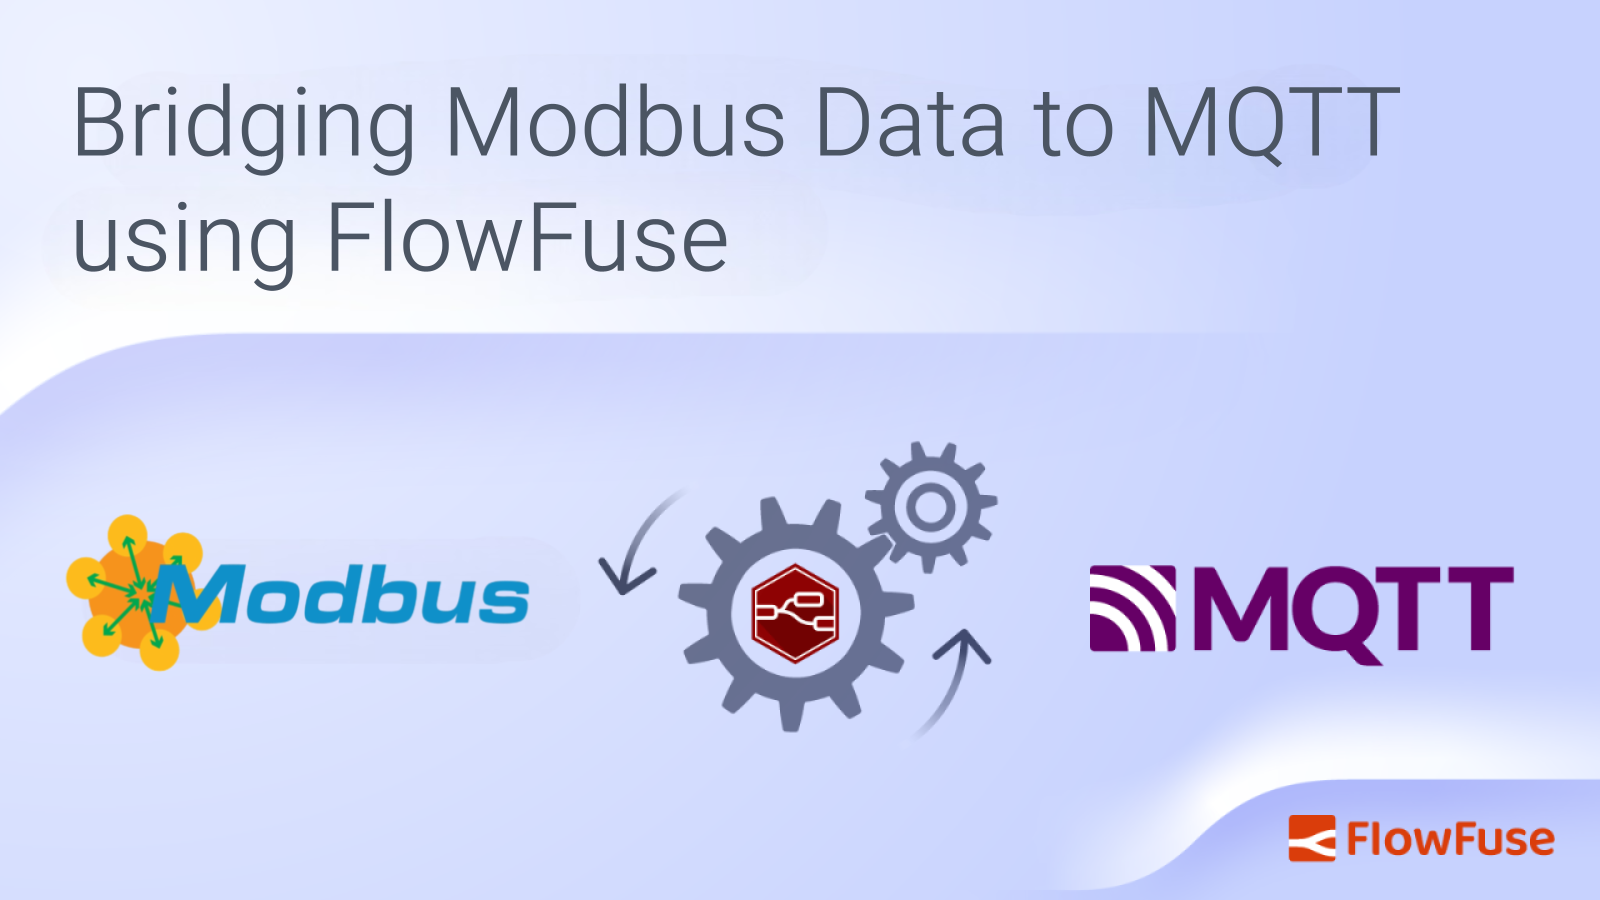 Bridging Modbus Data to MQTT
using FlowFuse
Modbus
MQTT
FlowFuse